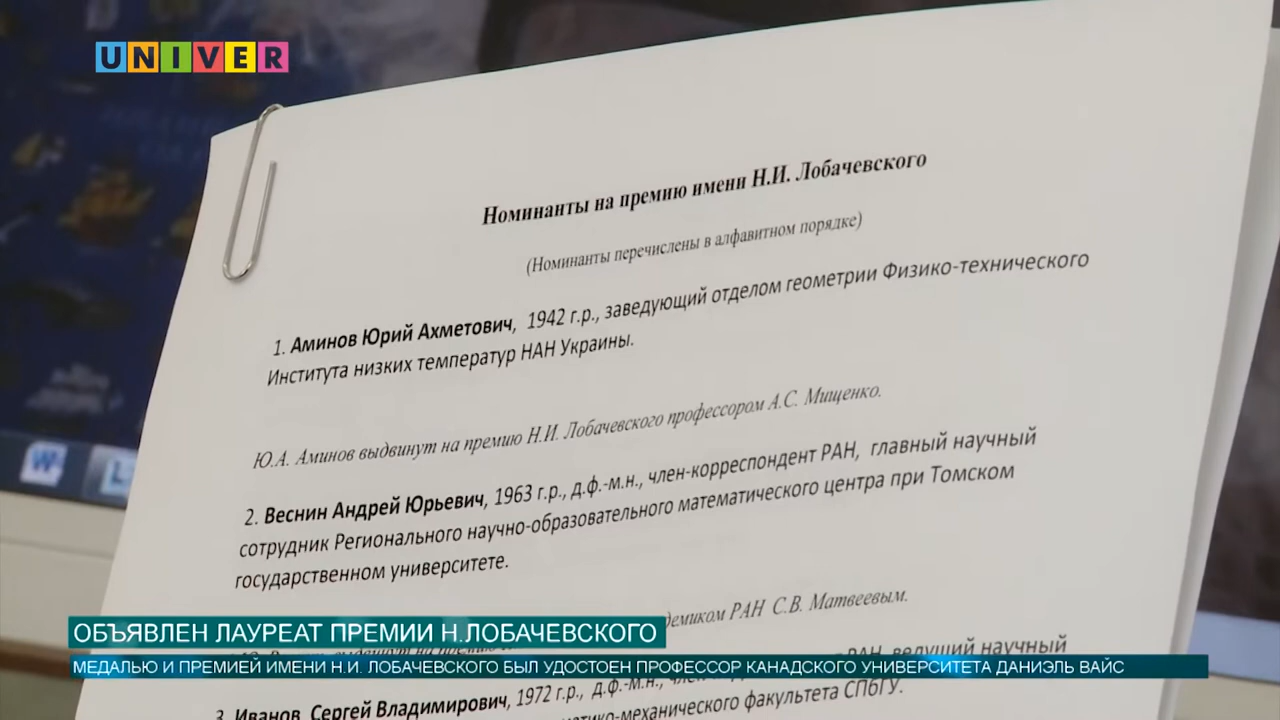 UNIVER
Номинанты на премию имени Н.И. Лобачевского
(Номинанты перечислены в алфавитном порядке)
1. Аминов Юрий Ахметович, 1942 г.р., заведующий отделом геометрии Физико-технического
Института низких температур НАН Украины.
Ю.А. Аминов выдвинут на премию Н.И. Лобачевского профессором А.С. Мищенко.
2. Веснин Андрей Юрьевич, 1963 г.р., д.ф.-м.н., член-корреспондент РАН, главный научный
сотрудник Регионального научно-образовательного математического центра при Томском
государственном университете.
РАН С.В. Матвеевым.
РАН, ведущий научный
3. Иванов Сергей Владимирович, 1972 г.р., д.ф.-м.н.,
факультета СПбГУ.
ОБЪЯВЛЕН ЛАУРЕАТ ПРЕМИИ Н.ЛОБАЧЕВСКОГО
МЕДАЛЬЮ И ПРЕМИЕЙ ИМЕНИ Н.И. ЛОБАЧЕВСКОГО БЫЛ УДОСТОЕН ПРОФЕССОР КАНАДСКОГО УНИВЕРСИТЕТА ДАНИЭЛЬ ВАЙС